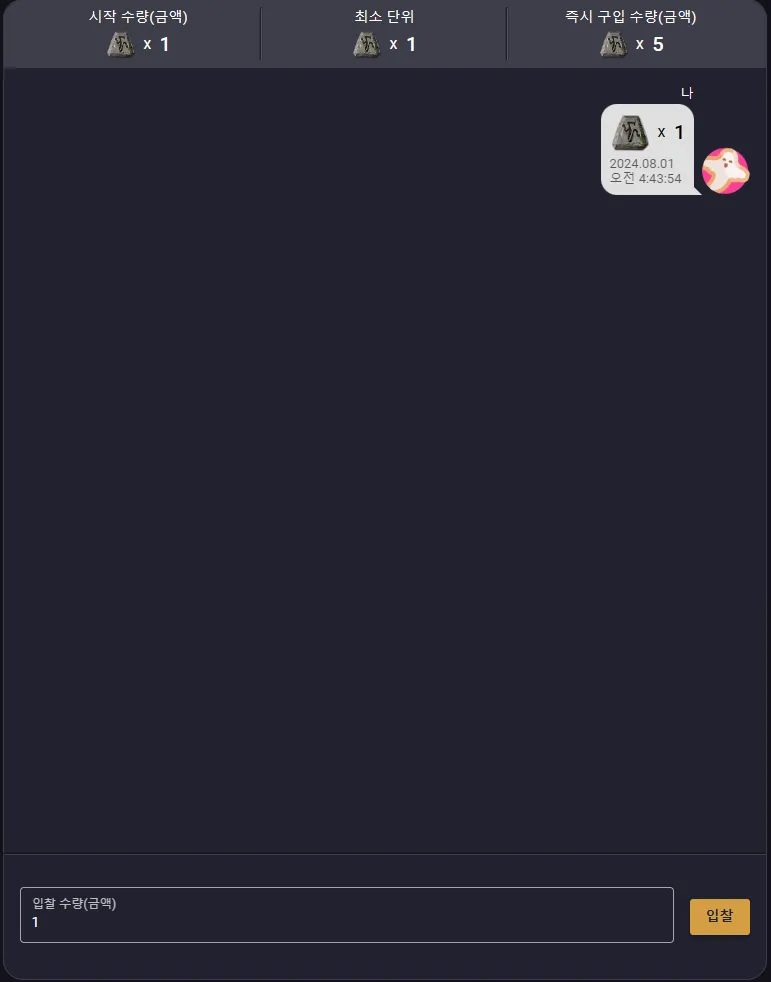 시작 수량(금액)
x 1
최소 단위
x 1
즉시 구입 수량(금액)
x 5
나
x 1
2024.08.01
오전 4:43:54
입찰 수량(금액)
1
입찰